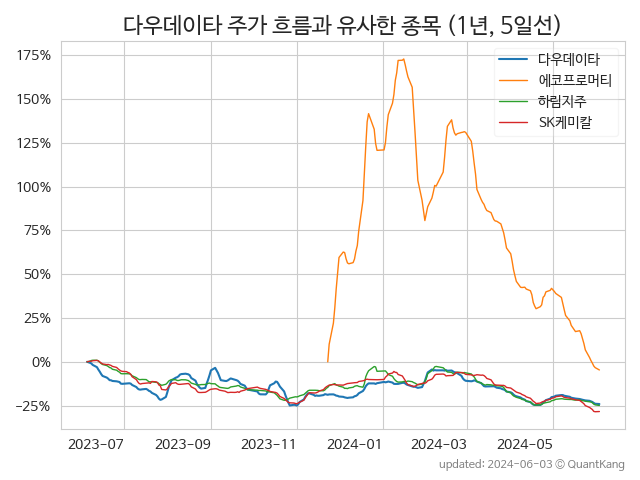 다우데이타 주가 흐름과 유사한 종목 (1년, 5일선)
다우데이타
에코프로머티
하림지주
SK케미칼
175%
150%
125%
100%
75%
50%
25%
0%
−25%
2023-07
2023-09
2023-11
2024-01
2024-03
2024-05
updated: 2024-06-03 ⓒ QuantKang